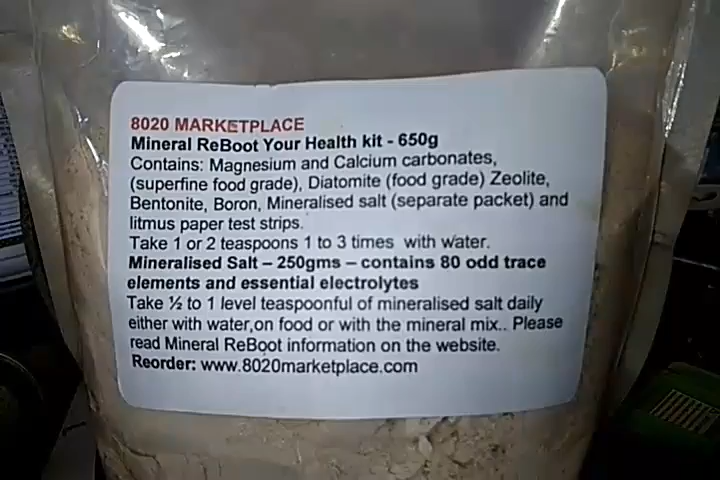 8020 MARKETPLACE
Mineral ReBoot Your Health kit - 650g
Contains: Magnesium and Calcium carbonates,
(superfine food grade), Diatomite (food grade) Zeolite,
Bentonite, Boron, Mineralised salt (separate packet) and
litmus paper test strips.
Take 1 or 2 teaspoons 1 to 3 times with water.
Mineralised Salt – 250gms – contains 80 odd trace
elements and essential electrolytes
Take ½ to 1 level teaspoonful of mineralised salt daily
either with water,on food or with the mineral mix.. Please
read Mineral ReBoot information on the website.
Reorder: www.8020marketplace.com